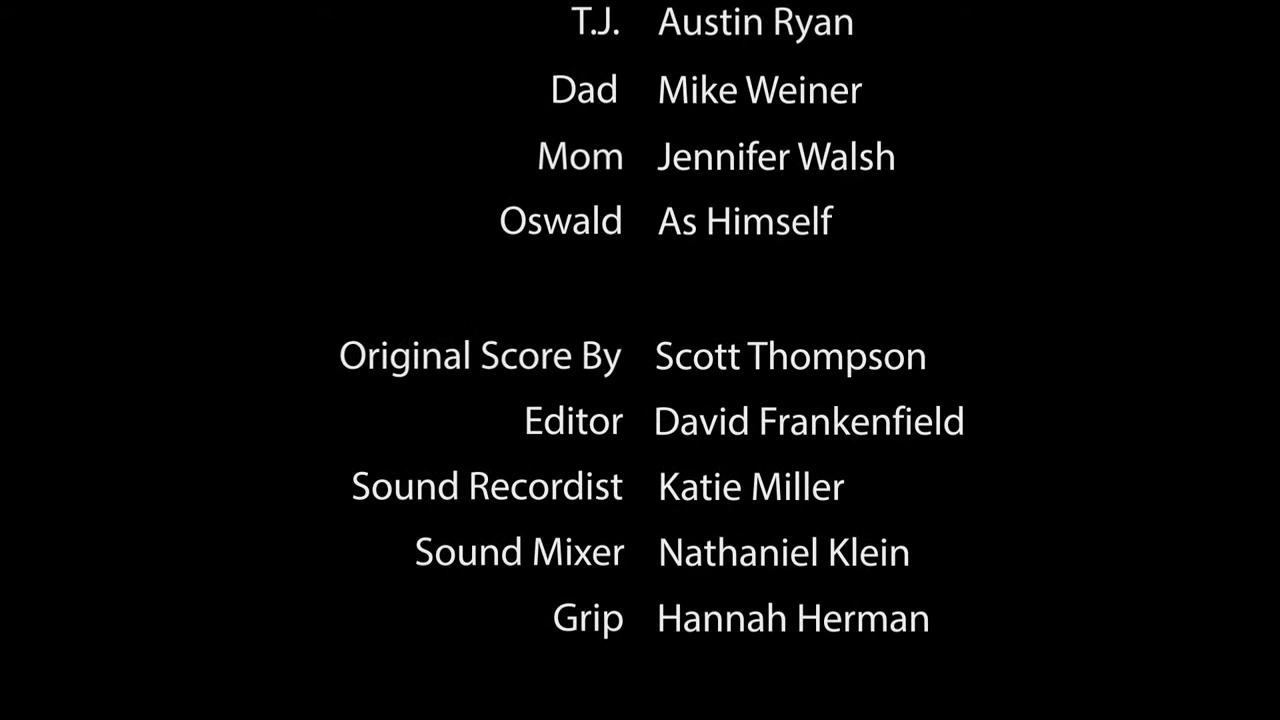 T.J. Austin Ryan
Dad Mike Weiner
Mom Jennifer Walsh
Oswald As Himself
Original Score By Scott Thompson
Editor David Frankenfield
Sound Recordist Katie Miller
Sound Mixer Nathaniel Klein
Grip Hannah Herman